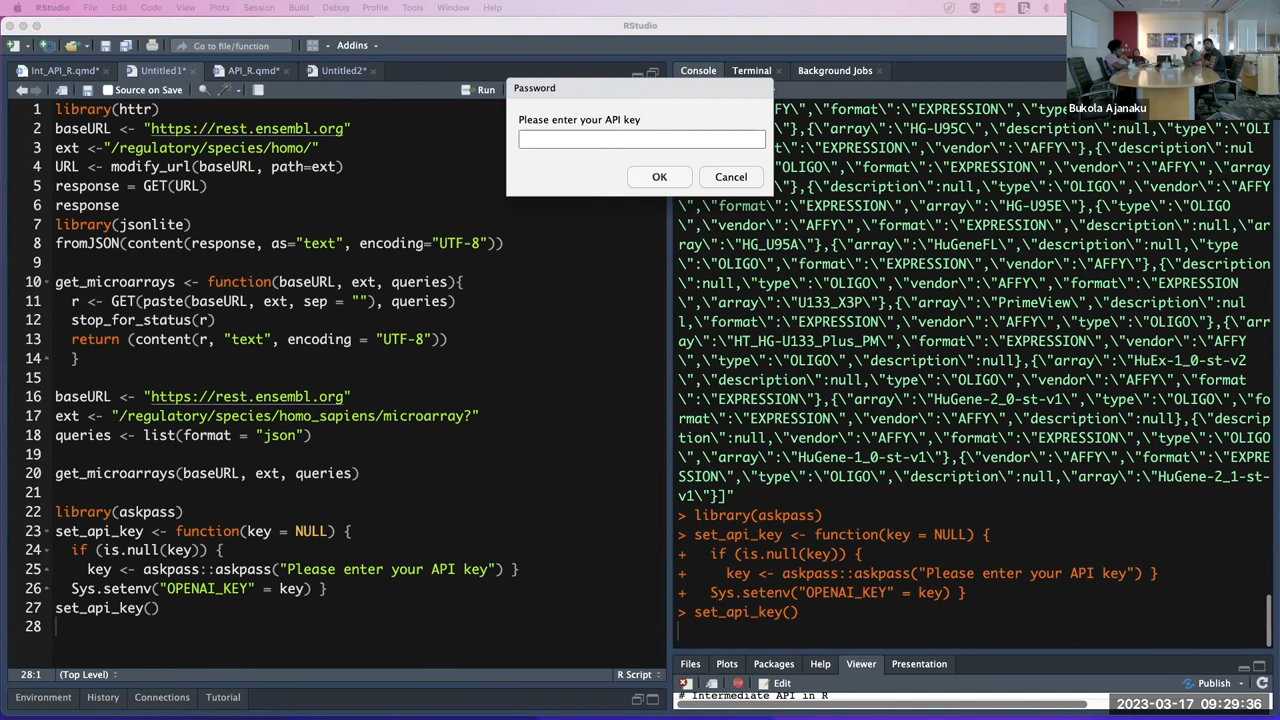 RStudio File Edit Code View Plots Session Build Debug Profile Tools Window Help
RStudio
Go to file/function Addins
Int_API_R.qmd* Untitled1* API_R.qmd* Untitled2*
Source on Save Run
1 library(httr)
2 baseURL <- "https://rest.ensembl.org"
3 ext <-"/regulatory/species/homo/"
4 URL <- modify_url(baseURL, path=ext)
5 response = GET(URL)
6 response
7 library(jsonlite)
8 fromJSON(content(response, as="text", encoding="UTF-8"))
9
10 get_microarrays <- function(baseURL, ext, queries){
11 r <- GET(paste(baseURL, ext, sep = ""), queries)
12 stop_for_status(r)
13 return (content(r, "text", encoding = "UTF-8"))
14 }
15
16 baseURL <- "https://rest.ensembl.org"
17 ext <- "/regulatory/species/homo_sapiens/microarray?"
18 queries <- list(format = "json")
19
20 get_microarrays(baseURL, ext, queries)
21
22 library(askpass)
23 set_api_key <- function(key = NULL) {
24 if (is.null(key)) {
25 key <- askpass::askpass("Please enter your API key") }
26 Sys.setenv("OPENAI_KEY" = key) }
27 set_api_key()
28
28:1 (Top Level) R Script
Environment History Connections Tutorial
Password
Please enter your API key
OK Cancel
Console Terminal Background Jobs
Bukola Ajanaku
AFFY\",\"format\":\"EXPRESSION\",\"type
"},{\"array\":\"HG-U95C\",\"description\":null,\"type\":\"OLI
\"AFFY\"},{\"description\":nul
l,\"type\":\"OLIGO\",\"vendor\":\"AFFY\",\"array
\"},{\"description\":null,\"type\":\"OLIGO\",\"vendor\":\"AFFY
\",\"format\":\"EXPRESSION\",\"array\":\"HG-U95E\"},{\"type\":\"OLIGO
\",\"vendor\":\"AFFY\",\"format\":\"EXPRESSION\",\"description\":null,\"ar
ray\":\"HG_U95A\"},{\"array\":\"HuGeneFL\",\"description\":null,\"type
\":\"OLIGO\",\"format\":\"EXPRESSION\",\"vendor\":\"AFFY\"},{\"description
\":null,\"type\":\"OLIGO\",\"vendor\":\"AFFY\",\"format\":\"EXPRESSION
\",\"array\":\"U133_X3P\"},{\"array\":\"PrimeView\",\"description\":nul
l,\"format\":\"EXPRESSION\",\"vendor\":\"AFFY\",\"type\":\"OLIGO\"},{\"arr
ay\":\"HT_HG-U133_Plus_PM\",\"format\":\"EXPRESSION\",\"vendor\":\"AFFY
\",\"type\":\"OLIGO\",\"description\":null},{\"array\":\"HuEx-1_0-st-v2
\",\"description\":null,\"type\":\"OLIGO\",\"vendor\":\"AFFY\",\"format
\":\"EXPRESSION\"},{\"array\":\"HuGene-2_0-st-v1\",\"type\":\"OLIGO\",\"fo
rmat\":\"EXPRESSION\",\"vendor\":\"AFFY\",\"description\":null},{\"descrip
tion\":null,\"vendor\":\"AFFY\",\"format\":\"EXPRESSION\",\"type\":\"OLIGO
\",\"array\":\"HuGene-1_0-st-v1\"},{\"vendor\":\"AFFY\",\"format\":\"EXPRE
SSION\",\"type\":\"OLIGO\",\"description\":null,\"array\":\"HuGene-2_1-st-
v1\"}]"
> library(askpass)
> set_api_key <- function(key = NULL) {
+ if (is.null(key)) {
+ key <- askpass::askpass("Please enter your API key") }
+ Sys.setenv("OPENAI_KEY" = key) }
> set_api_key()
Files Plots Packages Help Viewer Presentation
Edit Publish
# Intermediate API in R
2023-03-17 09:29:36